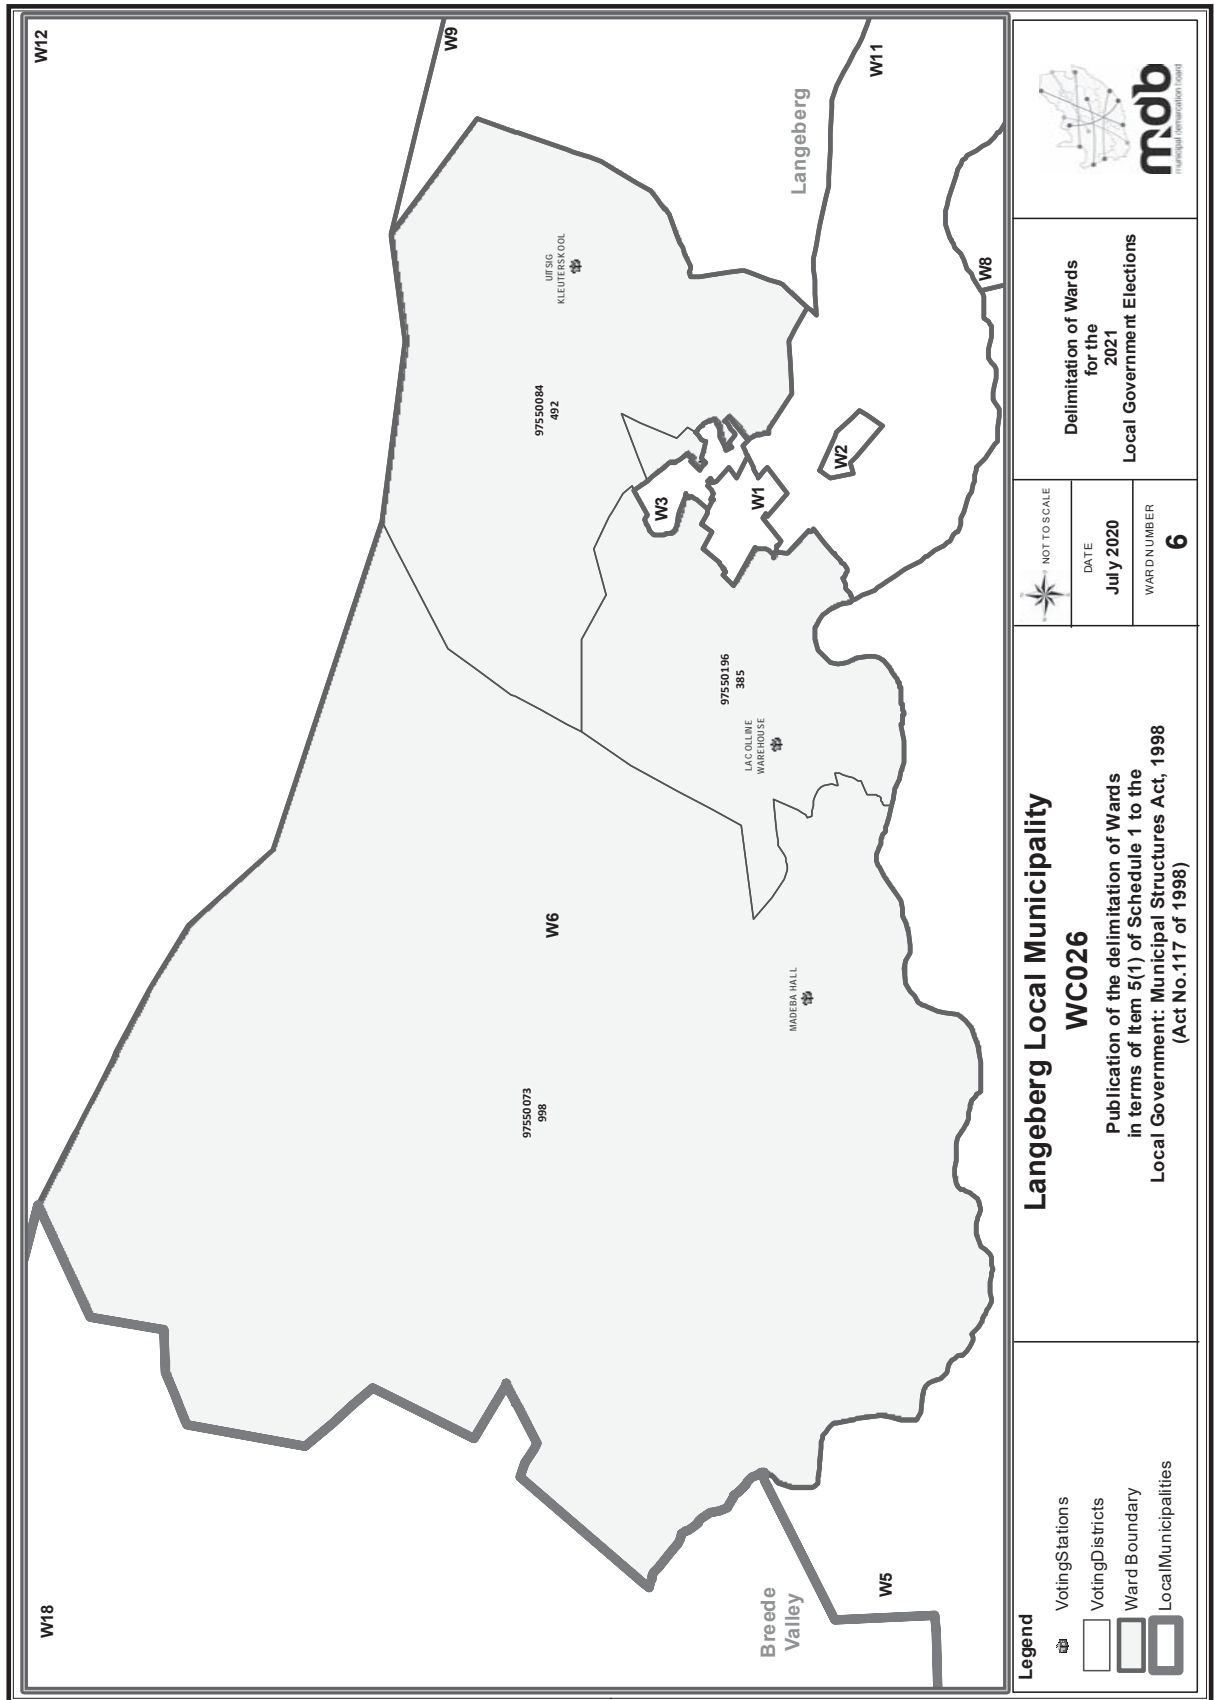 W12
W9
W11
W18
Langeberg
UITSIG
KLEUTERSKOOL
97550084
492
W3
W1
W2
W8
97550196
385
LA COLLINE
WAREHOUSE
W6
MADEBA HALL
97550073
998
Breede
Valley
W5
Legend
VotingStations
VotingDistricts
Ward Boundary
LocalMunicipalities
Langeberg Local Municipality
WC026
Publication of the delimitation of Wards
in terms of Item 5(1) of Schedule 1 to the
Local Government: Municipal Structures Act, 1998
(Act No.117 of 1998)
NOT TO SCALE
DATE
July 2020
WARD NUMBER
6
Delimitation of Wards
for the
2021
Local Government Elections
mdb
municipal demarcation board